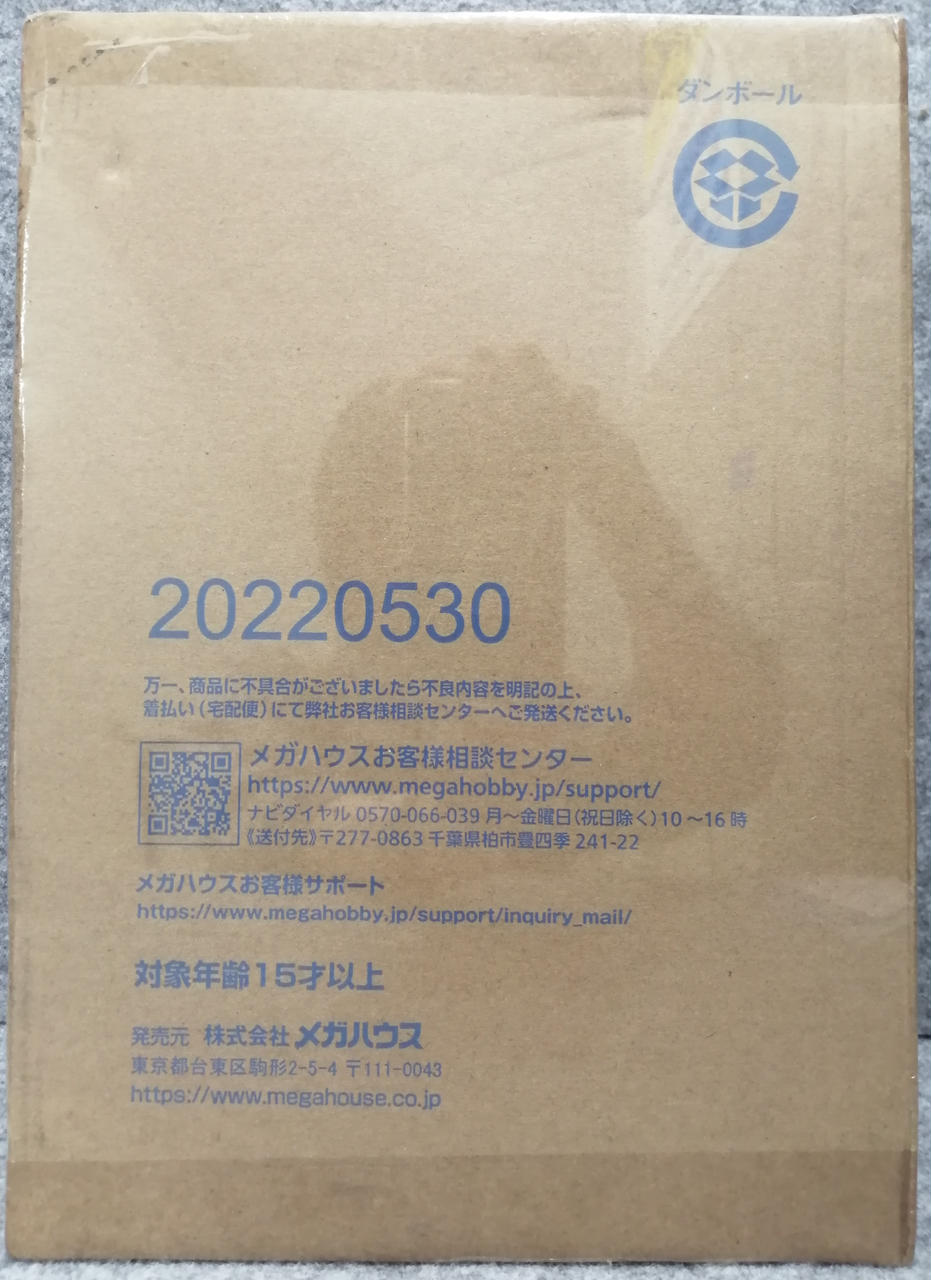 ダンボール
20220530
万一、商品に不具合がございましたら不良内容を明記の上、
着払い(宅配便)にて弊社お客様相談センターへご発送ください。
メガハウスお客様相談センター
https://www.megahobby.jp/support/
ナビダイヤル 0570-066-039 月～金曜日(祝日除く)10～16時
《送付先》〒277-0863 千葉県柏市豊四季 241-22
メガハウスお客様サポート
https://www.megahobby.jp/support/inquiry_mail/
対象年齢15才以上
発売元 株式会社 メガハウス
東京都台東区駒形2-5-4 〒111-0043
https://www.megahouse.co.jp